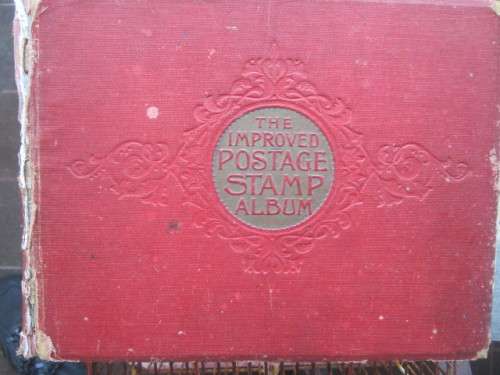 THE
IMPROVED
POSTAGE
STAMP
ALBUM